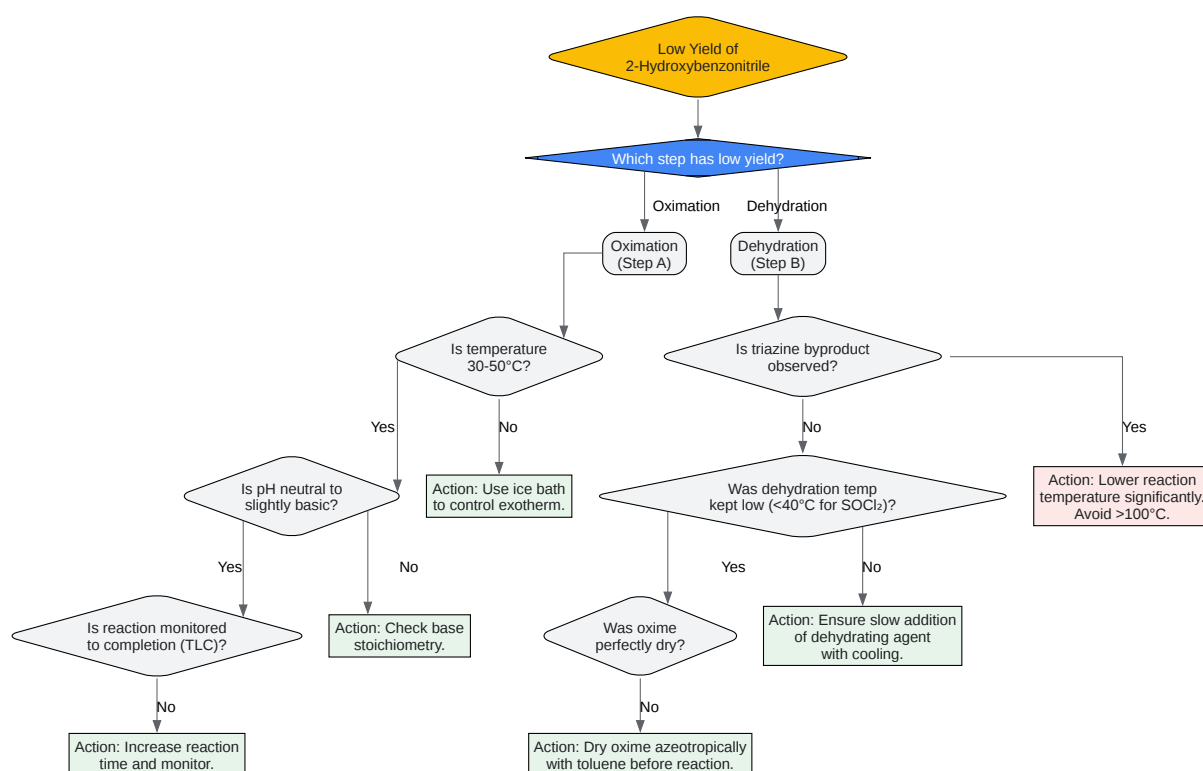 Low Yield of
2-Hydroxybenzonitrile
Which step has low yield?
Oximation
Dehydration
Oximation
(Step A)
Dehydration
(Step B)
Is temperature
30-50°C?
Is triazine byproduct
observed?
Yes
No
No
Yes
Is pH neutral to
slightly basic?
Action: Use ice bath
to control exotherm.
Was dehydration temp
kept low (<40°C for SOCl₂)?
Action: Lower reaction
temperature significantly.
Avoid >100°C.
Yes
No
Yes
No
Is reaction monitored
to completion (TLC)?
Action: Check base
stoichiometry.
Was oxime
perfectly dry?
Action: Ensure slow addition
of dehydrating agent
with cooling.
No
No
Action: Increase reaction
time and monitor.
Action: Dry oxime azeotropically
with toluene before reaction.